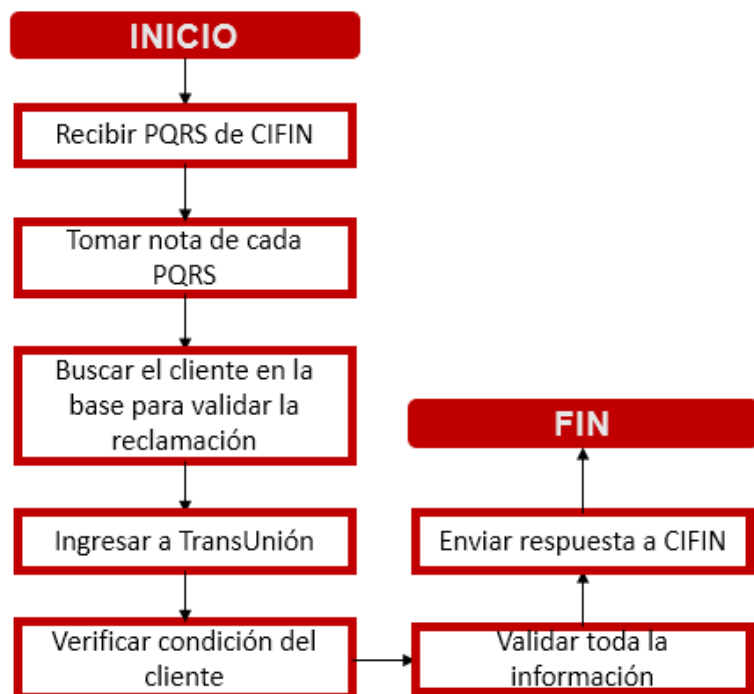 INICIO
Recibir PQRS de CIFIN
Tomar nota de cada
PQRS
Buscar el cliente en la
base para validar la
reclamación
Ingresar a TransUnión
Verificar condición del
cliente
Validar toda la
información
Enviar respuesta a CIFIN
FIN